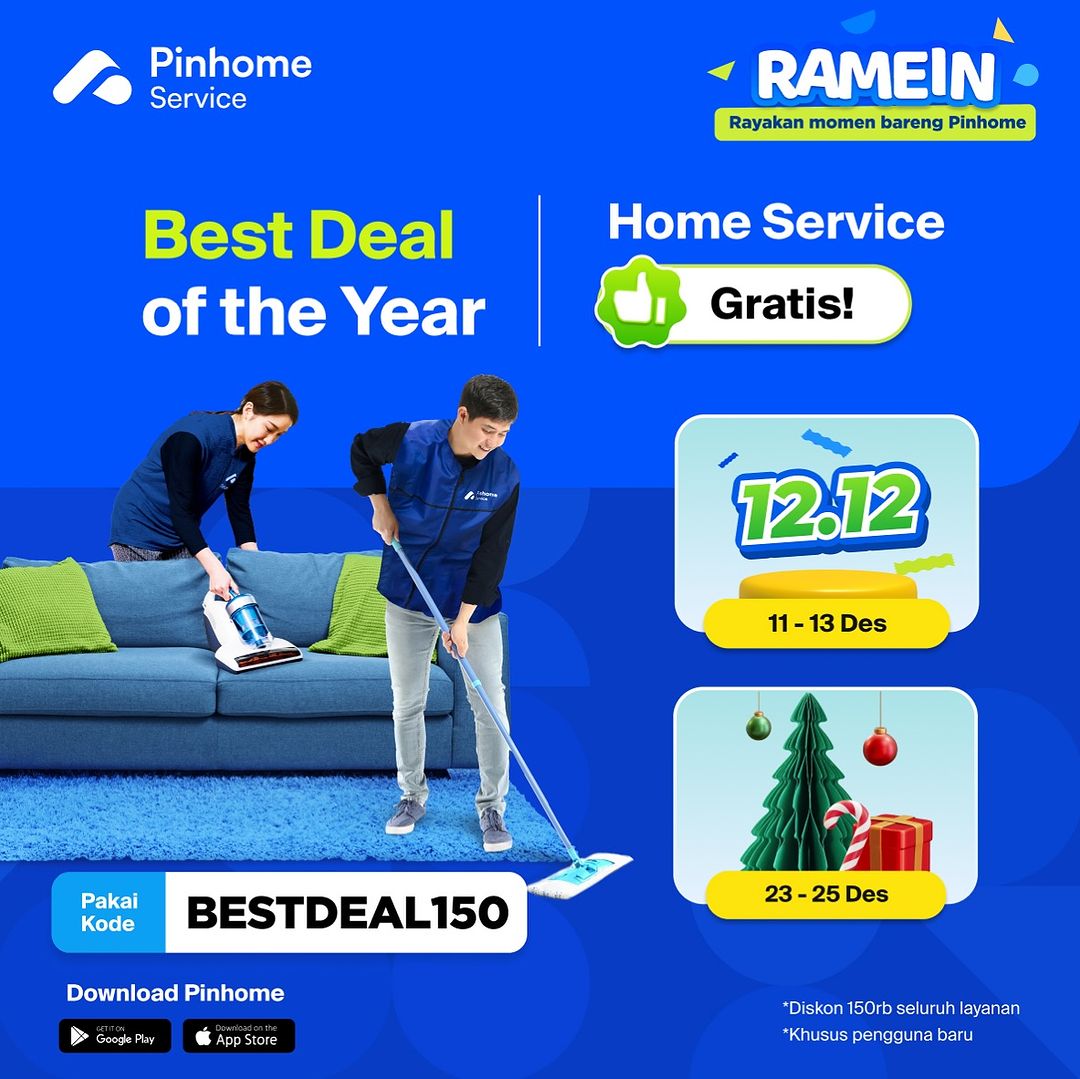 Pinhome
Service
RAMEIN
Rayakan momen bareng Pinhome
Best Deal
of the Year
Home Service
Gratis!
Pinhome
Service
12.12
11 - 13 Des
23 - 25 Des
Pakai
Kode
BESTDEAL150
Download Pinhome
GET IT ON
Google Play
Download on the
App Store
*Diskon 150rb seluruh layanan
*Khusus pengguna baru